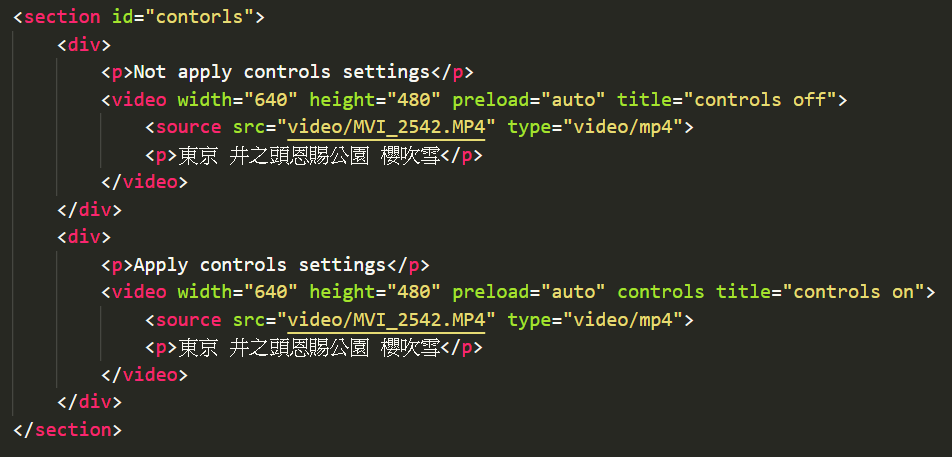 <section id="contorls">
<div>
<p>Not apply controls settings</p>
<video width="640" height="480" preload="auto" title="controls off">
<source src="video/MVI_2542.MP4" type="video/mp4">
<p>東京 井之頭恩賜公園 櫻吹雪</p>
</video>
</div>
<div>
<p>Apply controls settings</p>
<video width="640" height="480" preload="auto" controls title="controls on">
<source src="video/MVI_2542.MP4" type="video/mp4">
<p>東京 井之頭恩賜公園 櫻吹雪</p>
</video>
</div>
</section>